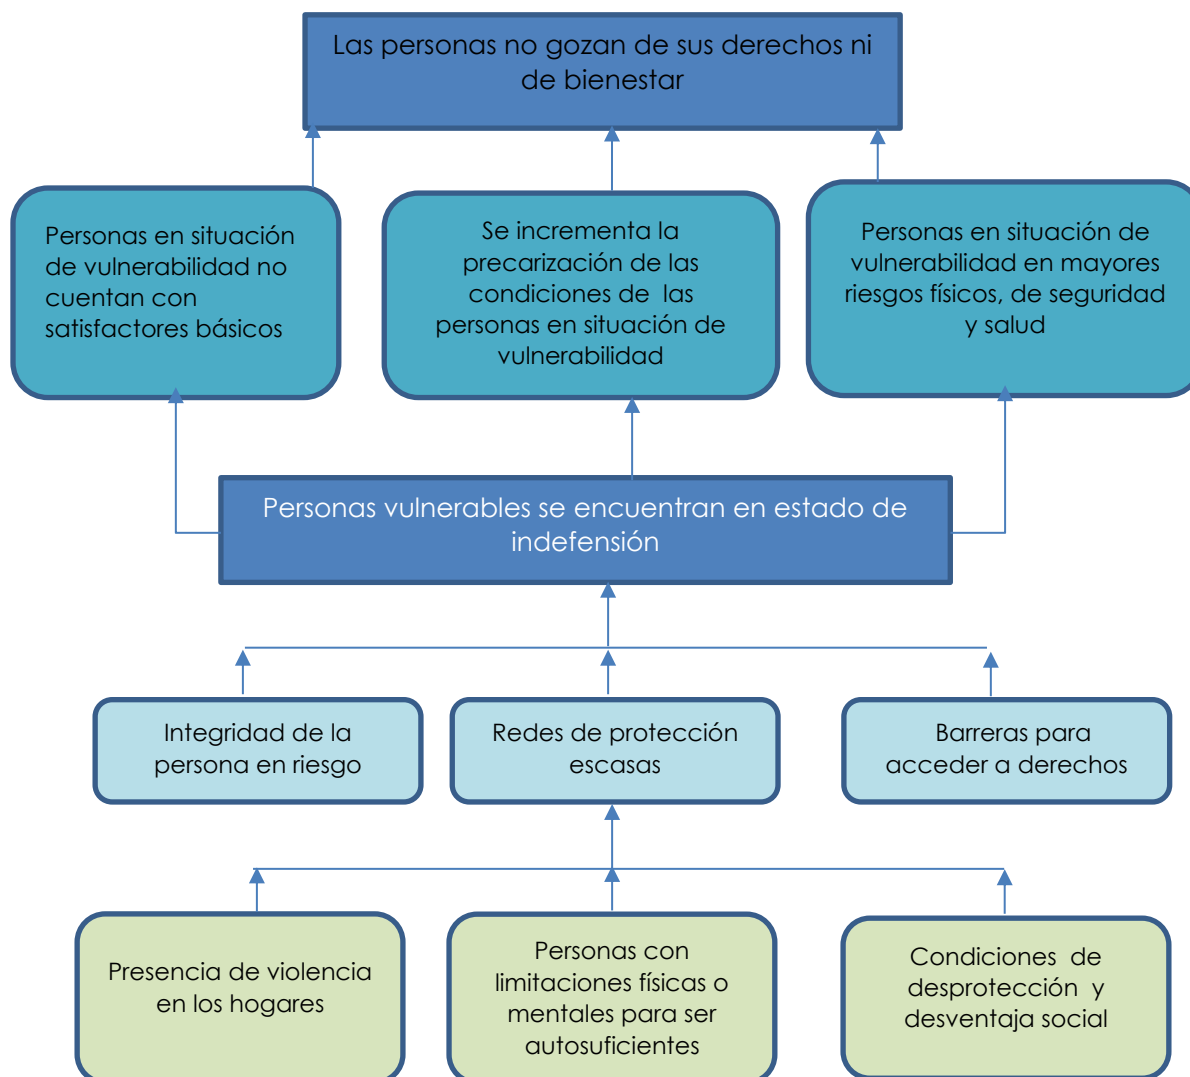 Las personas no gozan de sus derechos ni
de bienestar
Personas en situación
de vulnerabilidad no
cuentan con
satisfactores básicos
Se incrementa la
precarización de las
condiciones de las
personas en situación de
vulnerabilidad
Personas en situación de
vulnerabilidad en mayores
riesgos físicos, de seguridad
y salud
Personas vulnerables se encuentran en estado de
indefensión
Integridad de la
persona en riesgo
Redes de protección
escasas
Barreras para
acceder a derechos
Presencia de violencia
en los hogares
Personas con
limitaciones físicas o
mentales para ser
autosuficientes
Condiciones de
desprotección y
desventaja social